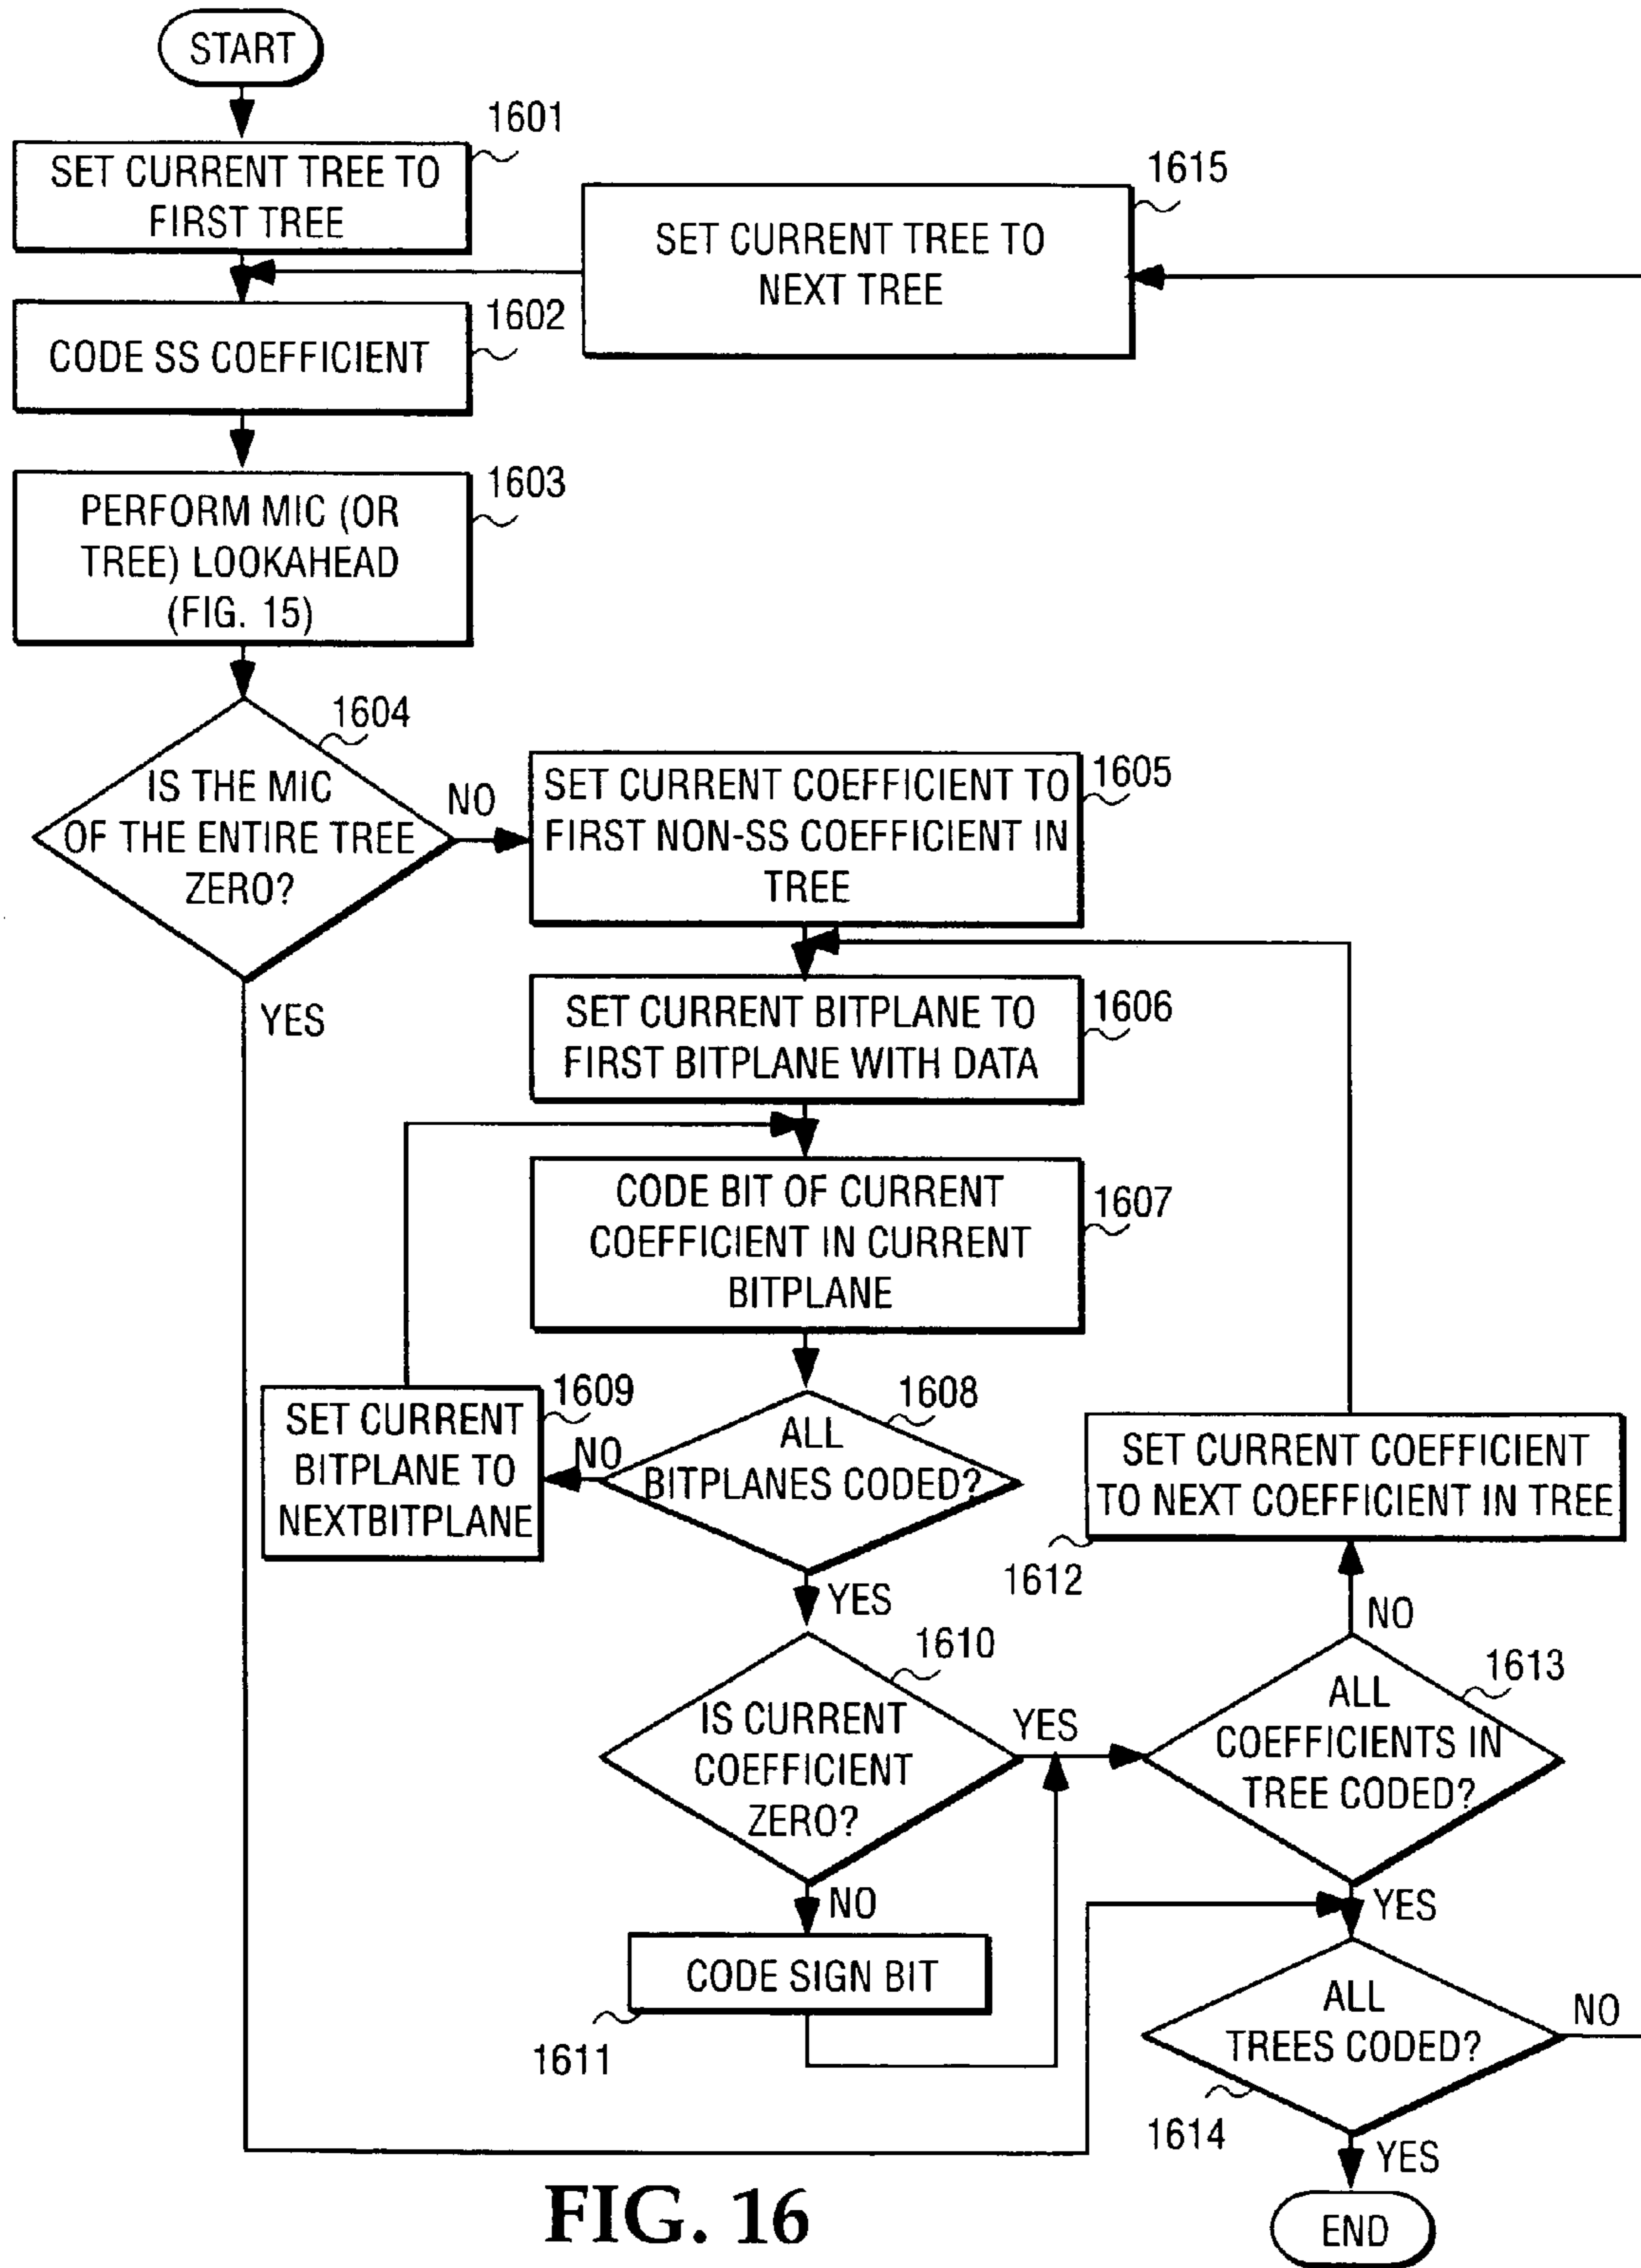 START
1601
SET CURRENT TREE TO
FIRST TREE
1615
SET CURRENT TREE TO
NEXT TREE
1602
CODE SS COEFFICIENT
1603
PERFORM MIC (OR
TREE) LOOKAHEAD
(FIG. 15)
1604
IS THE MIC
OF THE ENTIRE TREE
ZERO?
NO
YES
1605
SET CURRENT COEFFICIENT TO
FIRST NON-SS COEFFICIENT IN
TREE
1606
SET CURRENT BITPLANE TO
FIRST BITPLANE WITH DATA
1607
CODE BIT OF CURRENT
COEFFICIENT IN CURRENT
BITPLANE
1608
ALL
BITPLANES CODED?
NO
YES
1609
SET CURRENT
BITPLANE TO
NEXTBITPLANE
SET CURRENT COEFFICIENT
TO NEXT COEFFICIENT IN TREE
1612
NO
1610
IS CURRENT
COEFFICIENT
ZERO?
YES
NO
1613
ALL
COEFFICIENTS IN
TREE CODED?
YES
CODE SIGN BIT
1611
ALL
TREES CODED?
NO
1614
YES
END
FIG. 16